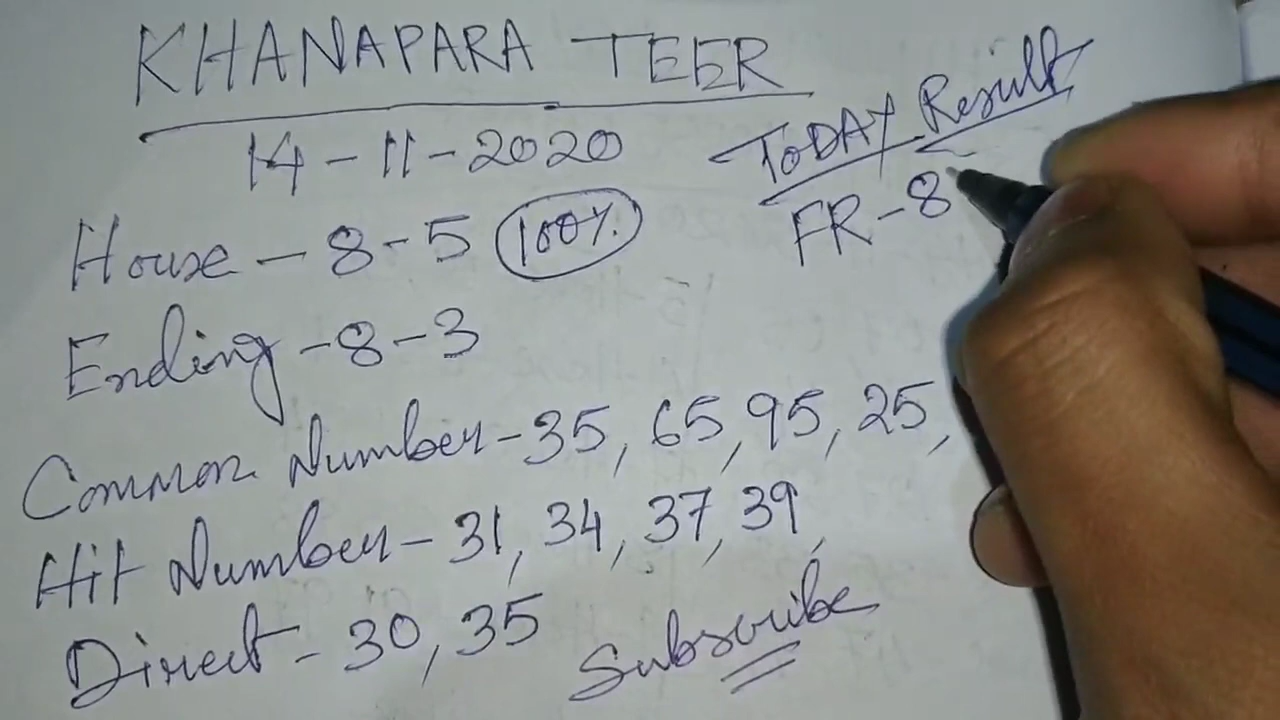 KHANAPARA TEER
14-11-2020
TODAY Result
FR-8
House - 8-5 100%
Ending -8-3
Common Number-35, 65, 95, 25,
Hit Number-31, 34, 37, 39,
Direct - 30, 35
Subscribe